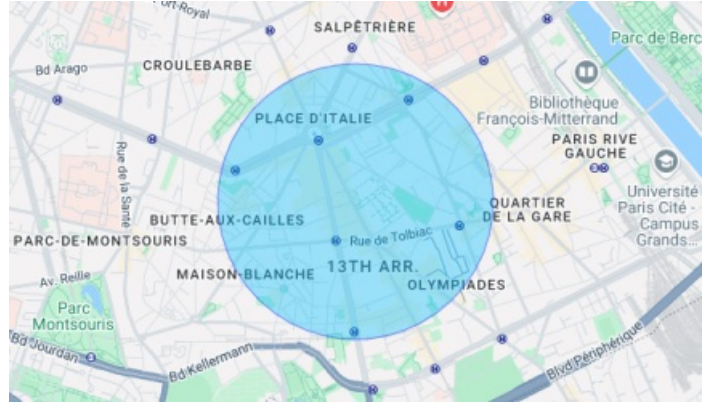 Port-Royal
SALPÊTRIÈRE
Parc de Berc
Bd Arago
CROULEBARBE
Bibliothèque
François-Mitterrand
PLACE D'ITALIE
PARIS RIVE
GAUCHE
Rue de la Santé
Université
Paris Cité -
Campus
Grands...
QUARTIER
DE LA GARE
BUTTE-AUX-CAILLES
PARC-DE-MONTSOURIS
Rue de Tolbiac
Av. Reille
MAISON-BLANCHE
13TH ARR.
OLYMPIADES
Parc
Montsouris
Bd Jourdan
Bd Kellermann
Blvd Périphérique